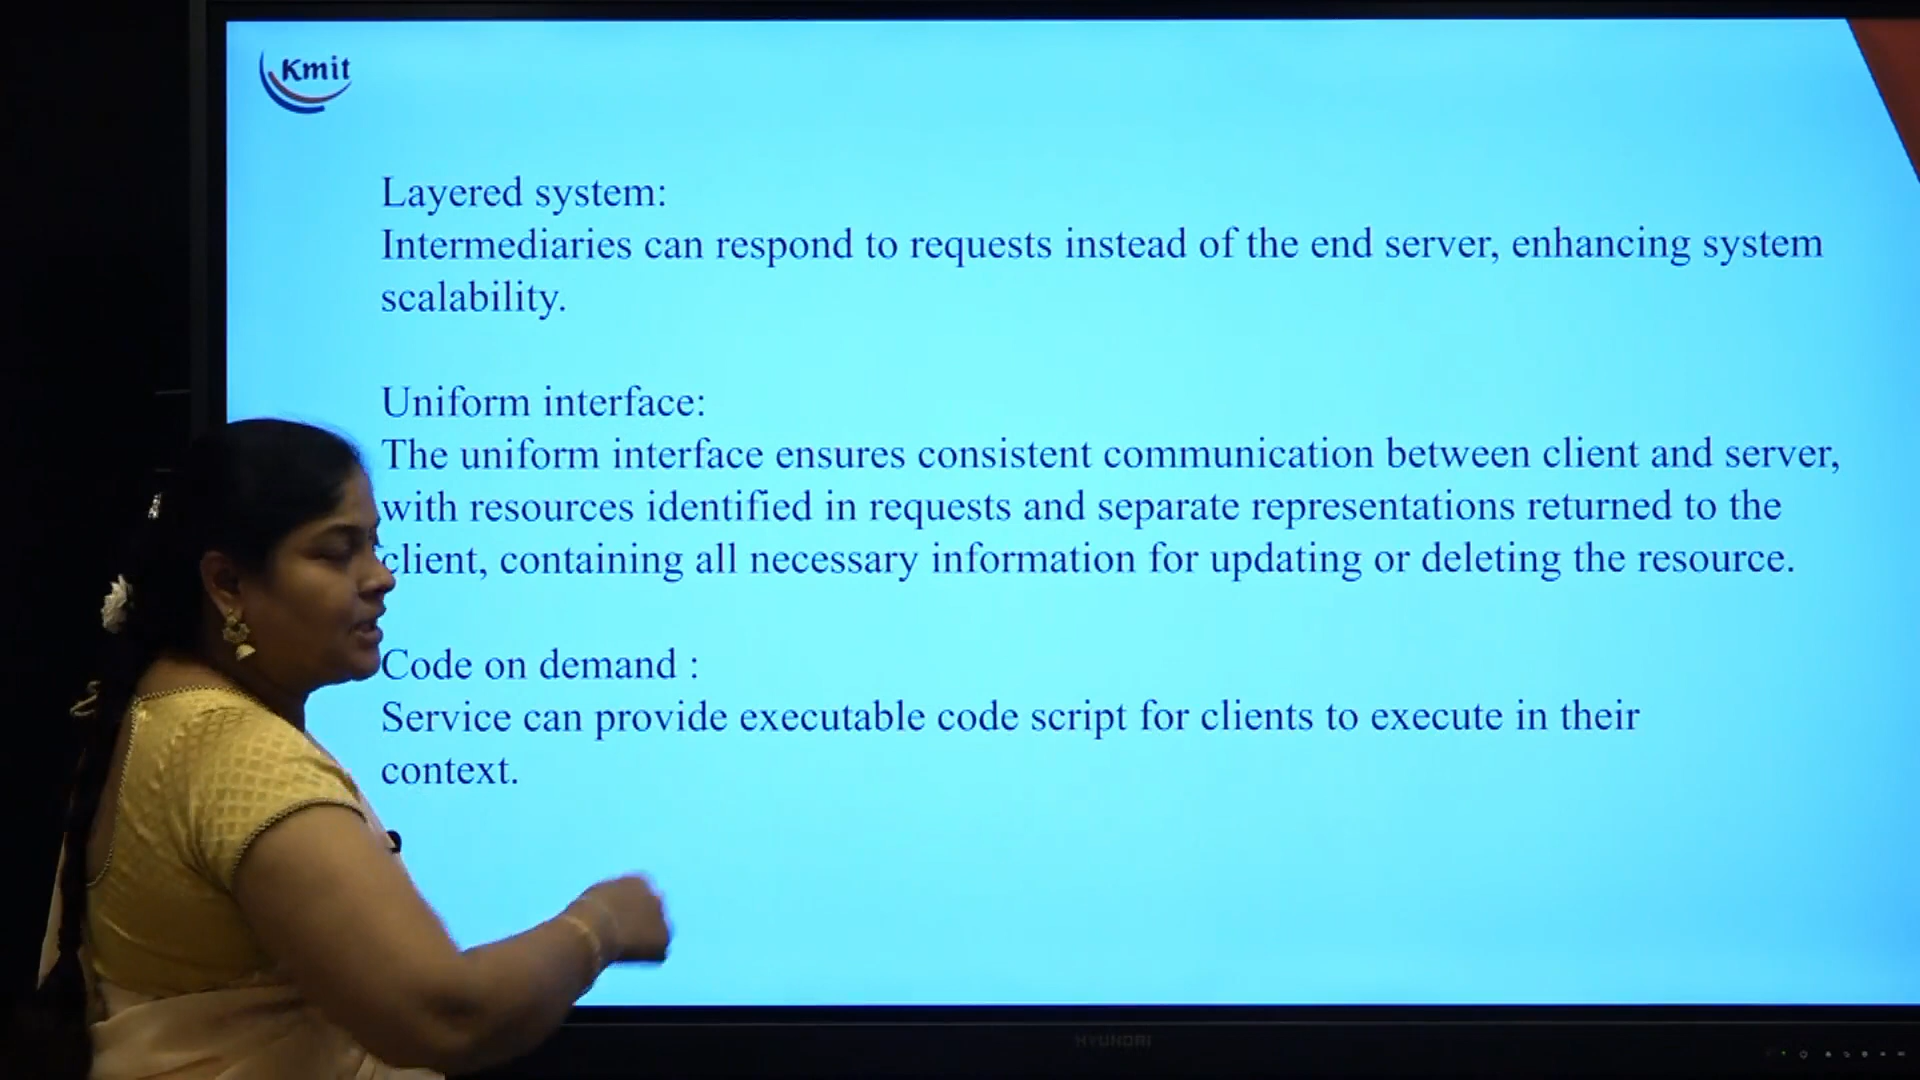 Kmit
Layered system:
Intermediaries can respond to requests instead of the end server, enhancing system
scalability.
Uniform interface:
The uniform interface ensures consistent communication between client and server,
with resources identified in requests and separate representations returned to the
client, containing all necessary information for updating or deleting the resource.
Code on demand :
Service can provide executable code script for clients to execute in their
context.
HYUNDAI